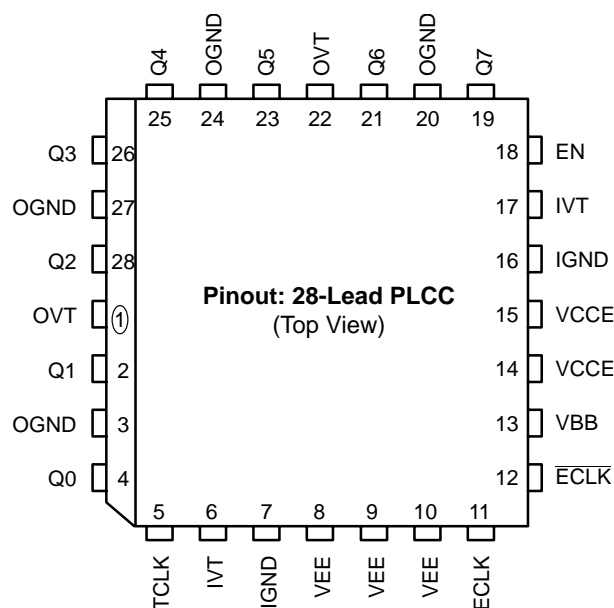 Q4 OGND Q5 OVT Q6 OGND Q7
25 24 23 22 21 20 19
Q3 26 18 EN
OGND 27 17 IVT
Q2 28 16 IGND
Pinout: 28-Lead PLCC
OVT 1 15 VCCE
(Top View)
Q1 2 14 VCCE
OGND 3 13 VBB
Q0 4 12 E̅C̅L̅K̅
5 6 7 8 9 10 11
TCLK IVT IGND VEE VEE VEE ECLK